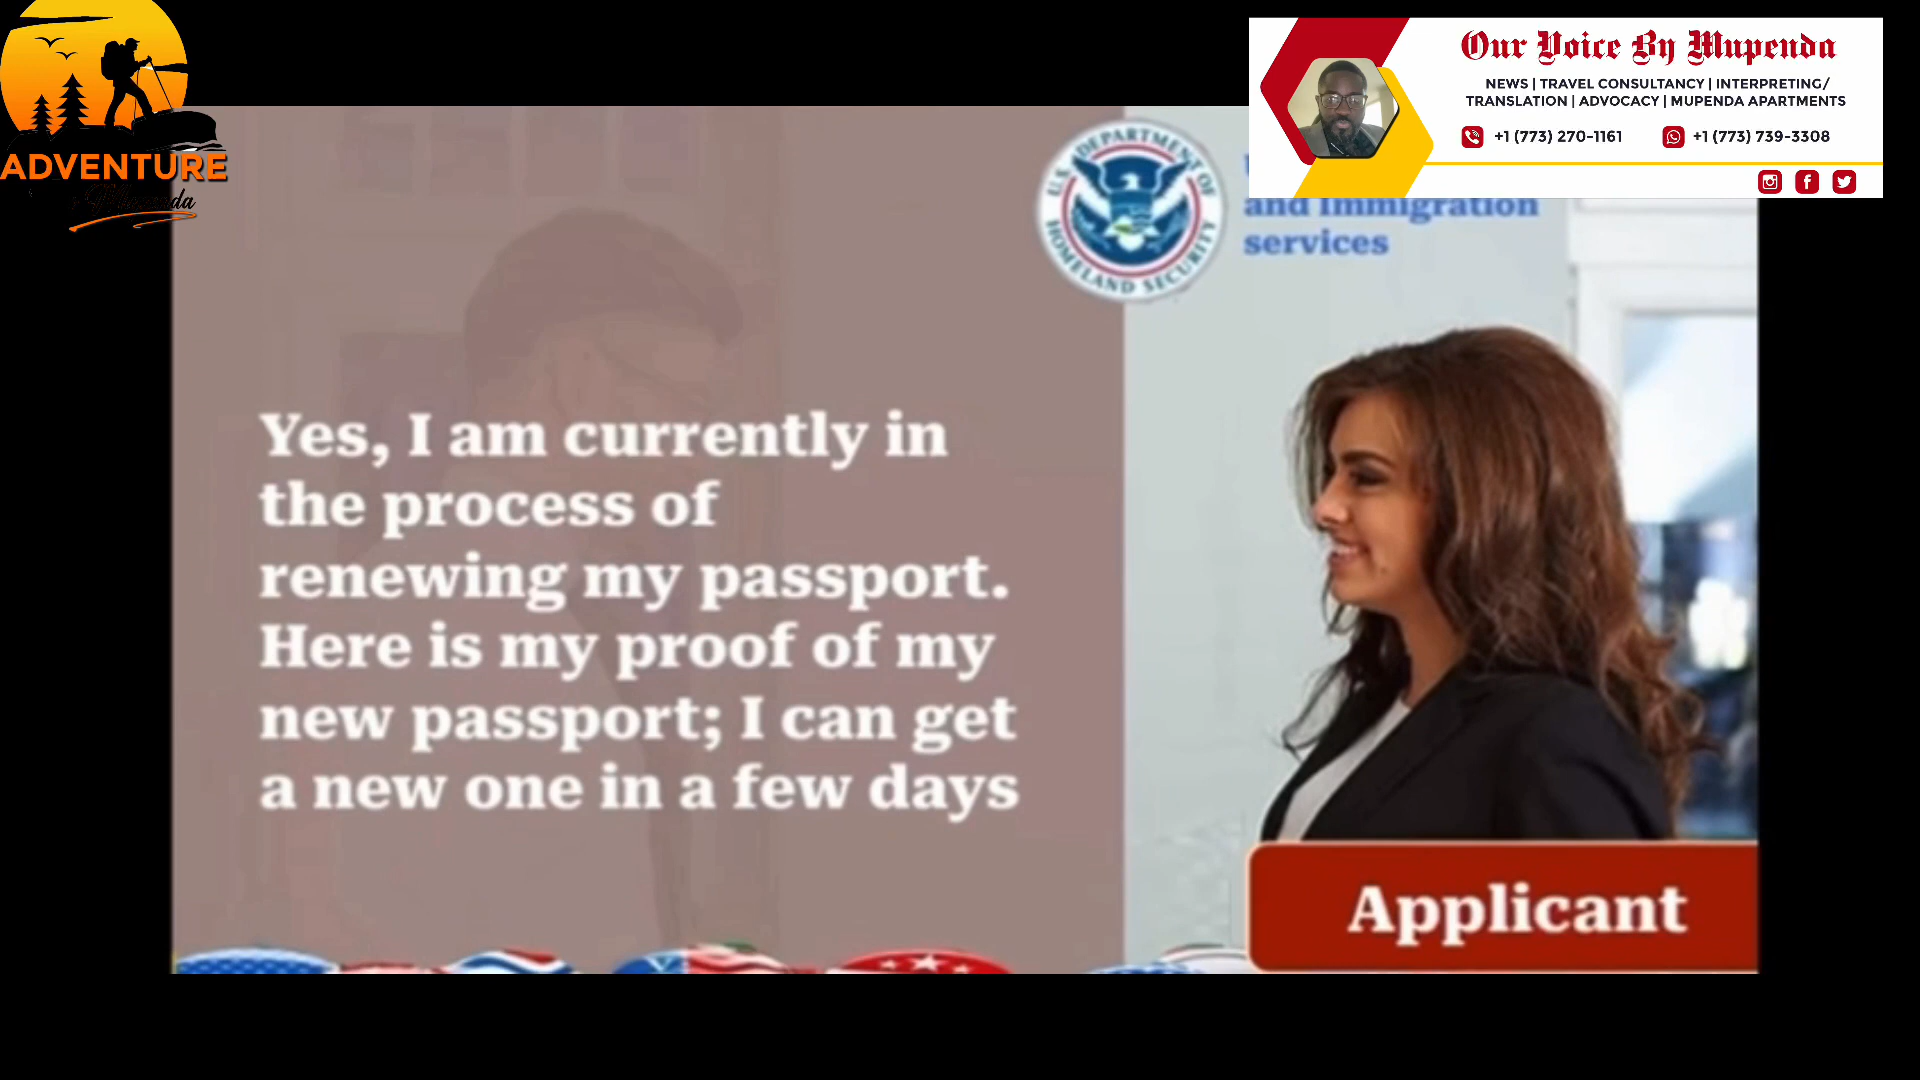 ADVENTURE
Our Voice By Mupenda
NEWS | TRAVEL CONSULTANCY | INTERPRETING/
TRANSLATION | ADVOCACY | MUPENDA APARTMENTS
+1 (773) 270-1161
+1 (773) 739-3308
U.S. DEPARTMENT OF
HOMELAND SECURITY
and Immigration
services
Yes, I am currently in
the process of
renewing my passport.
Here is my proof of my
new passport; I can get
a new one in a few days
Applicant